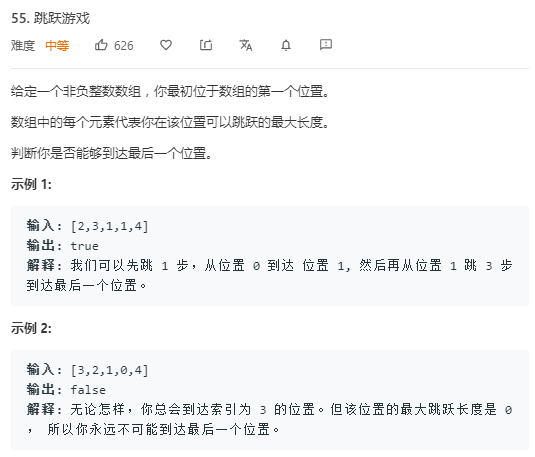 55. 跳跃游戏
难度 中等 626
给定一个非负整数数组，你最初位于数组的第一个位置。
数组中的每个元素代表你在该位置可以跳跃的最大长度。
判断你是否能够到达最后一个位置。
示例 1:
输入: [2,3,1,1,4]
输出: true
解释: 我们可以先跳 1 步，从位置 0 到达 位置 1, 然后再从位置 1 跳 3 步
到达最后一个位置。
示例 2:
输入: [3,2,1,0,4]
输出: false
解释: 无论怎样，你总会到达索引为 3 的位置。但该位置的最大跳跃长度是 0
， 所以你永远不可能到达最后一个位置。